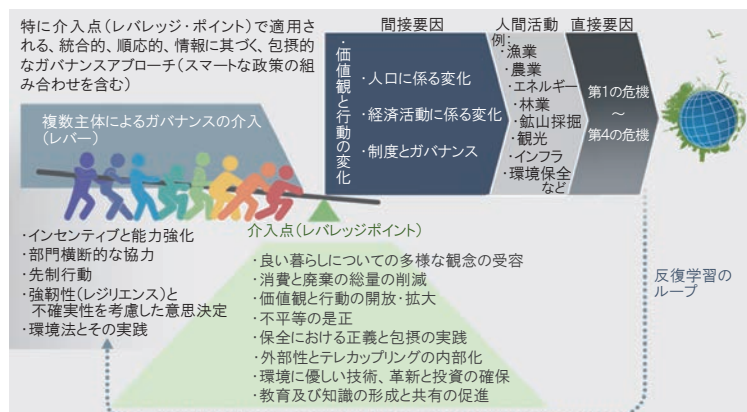 特に介入点(レバレッジ・ポイント)で適用さ
れる、統合的、順応的、情報に基づく、包摂的
なガバナンスアプローチ(スマートな政策の組
み合わせを含む)
複数主体によるガバナンスの介入
(レバー)
・インセンティブと能力強化
・部門横断的な協力
・先制行動
・強靭性(レジリエンス)と
不確実性を考慮した意思決定
・環境法とその実践
間接要因
・価値観と行動の変化
・人口に係る変化
・経済活動に係る変化
・制度とガバナンス
人間活動
例:
・漁業
・農業
・エネルギー
・林業
・鉱山採掘
・観光
・インフラ
・環境保全
など
直接要因
第1の危機
~
第4の危機
介入点(レバレッジポイント)
・良い暮らしについての多様な観念の受容
・消費と廃棄の総量の削減
・価値観と行動の開放・拡大
・不平等の是正
・保全における正義と包摂の実践
・外部性とテレカップリングの内部化
・環境に優しい技術、革新と投資の確保
・教育及び知識の形成と共有の促進
反復学習の
ループ